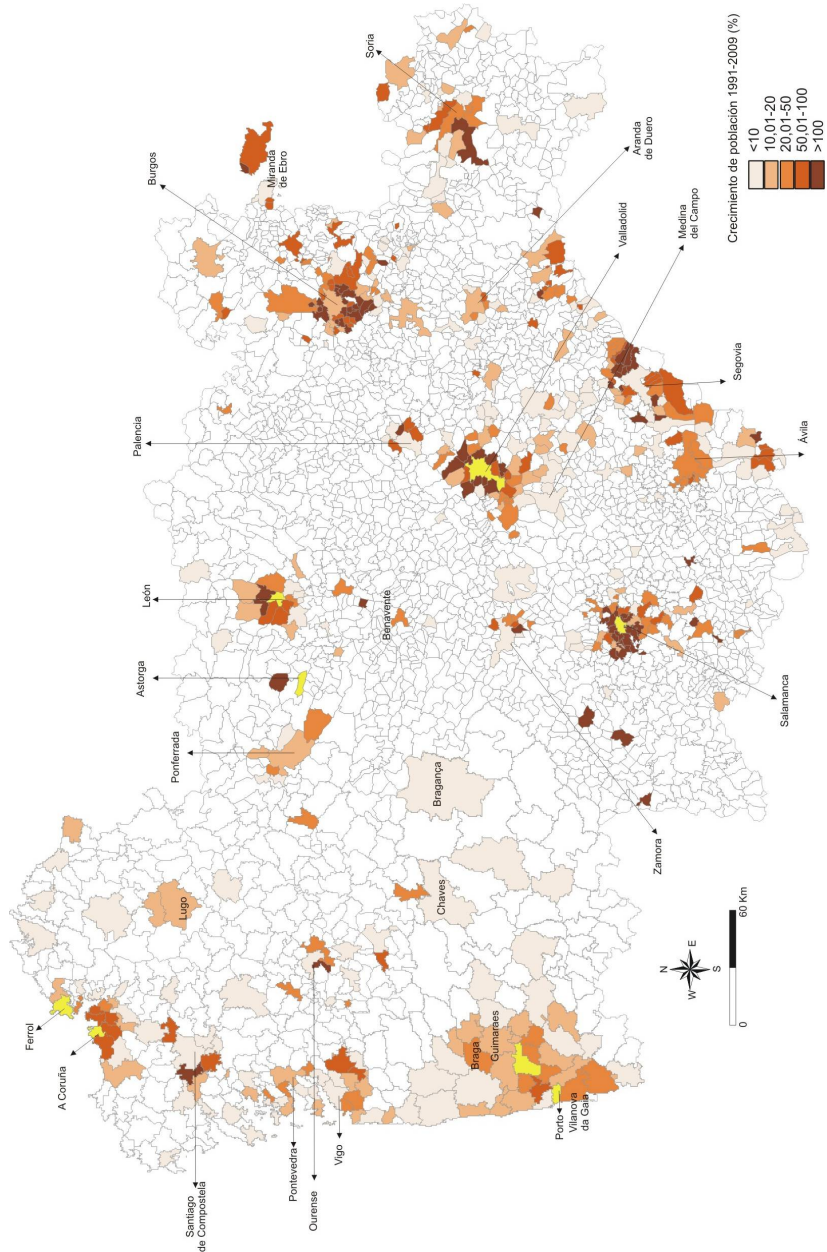 Ferrol
A Coruña
Santiago
de Compostela
Pontevedra
Ourense
Vigo
Lugo
Ponferrada
Astorga
León
Benavente
Palencia
Burgos
Miranda
de Ebro
Soria
Aranda
de Duero
Valladolid
Medina
del Campo
Segovia
Ávila
Salamanca
Zamora
Bragança
Chaves
Braga
Guimaraes
Porto
Vilanova
da Gaia
N
W
E
S
0
60 Km
Crecimiento de población 1991-2009 (%)
<10
10,01-20
20,01-50
50,01-100
>100